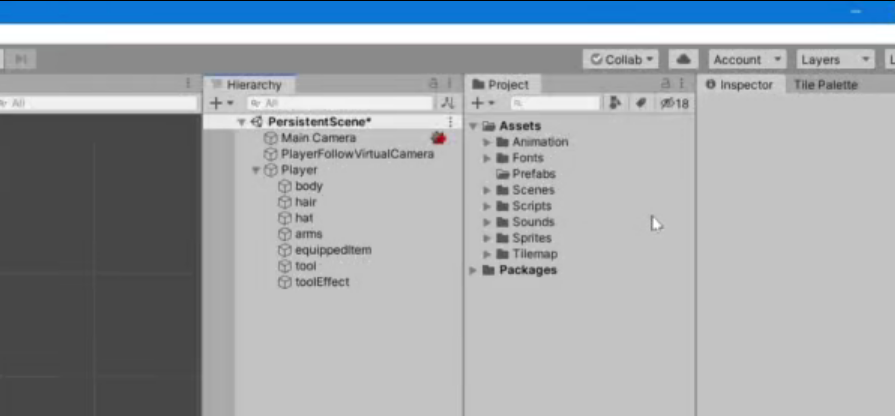 Collab Account Layers
Hierarchy Project Inspector Tile Palette
All All 18
PersistentScene*
Main Camera
PlayerFollowVirtualCamera
Player
body
hair
hat
arms
equippedItem
tool
toolEffect
Assets
Animation
Fonts
Prefabs
Scenes
Scripts
Sounds
Sprites
Tilemap
Packages